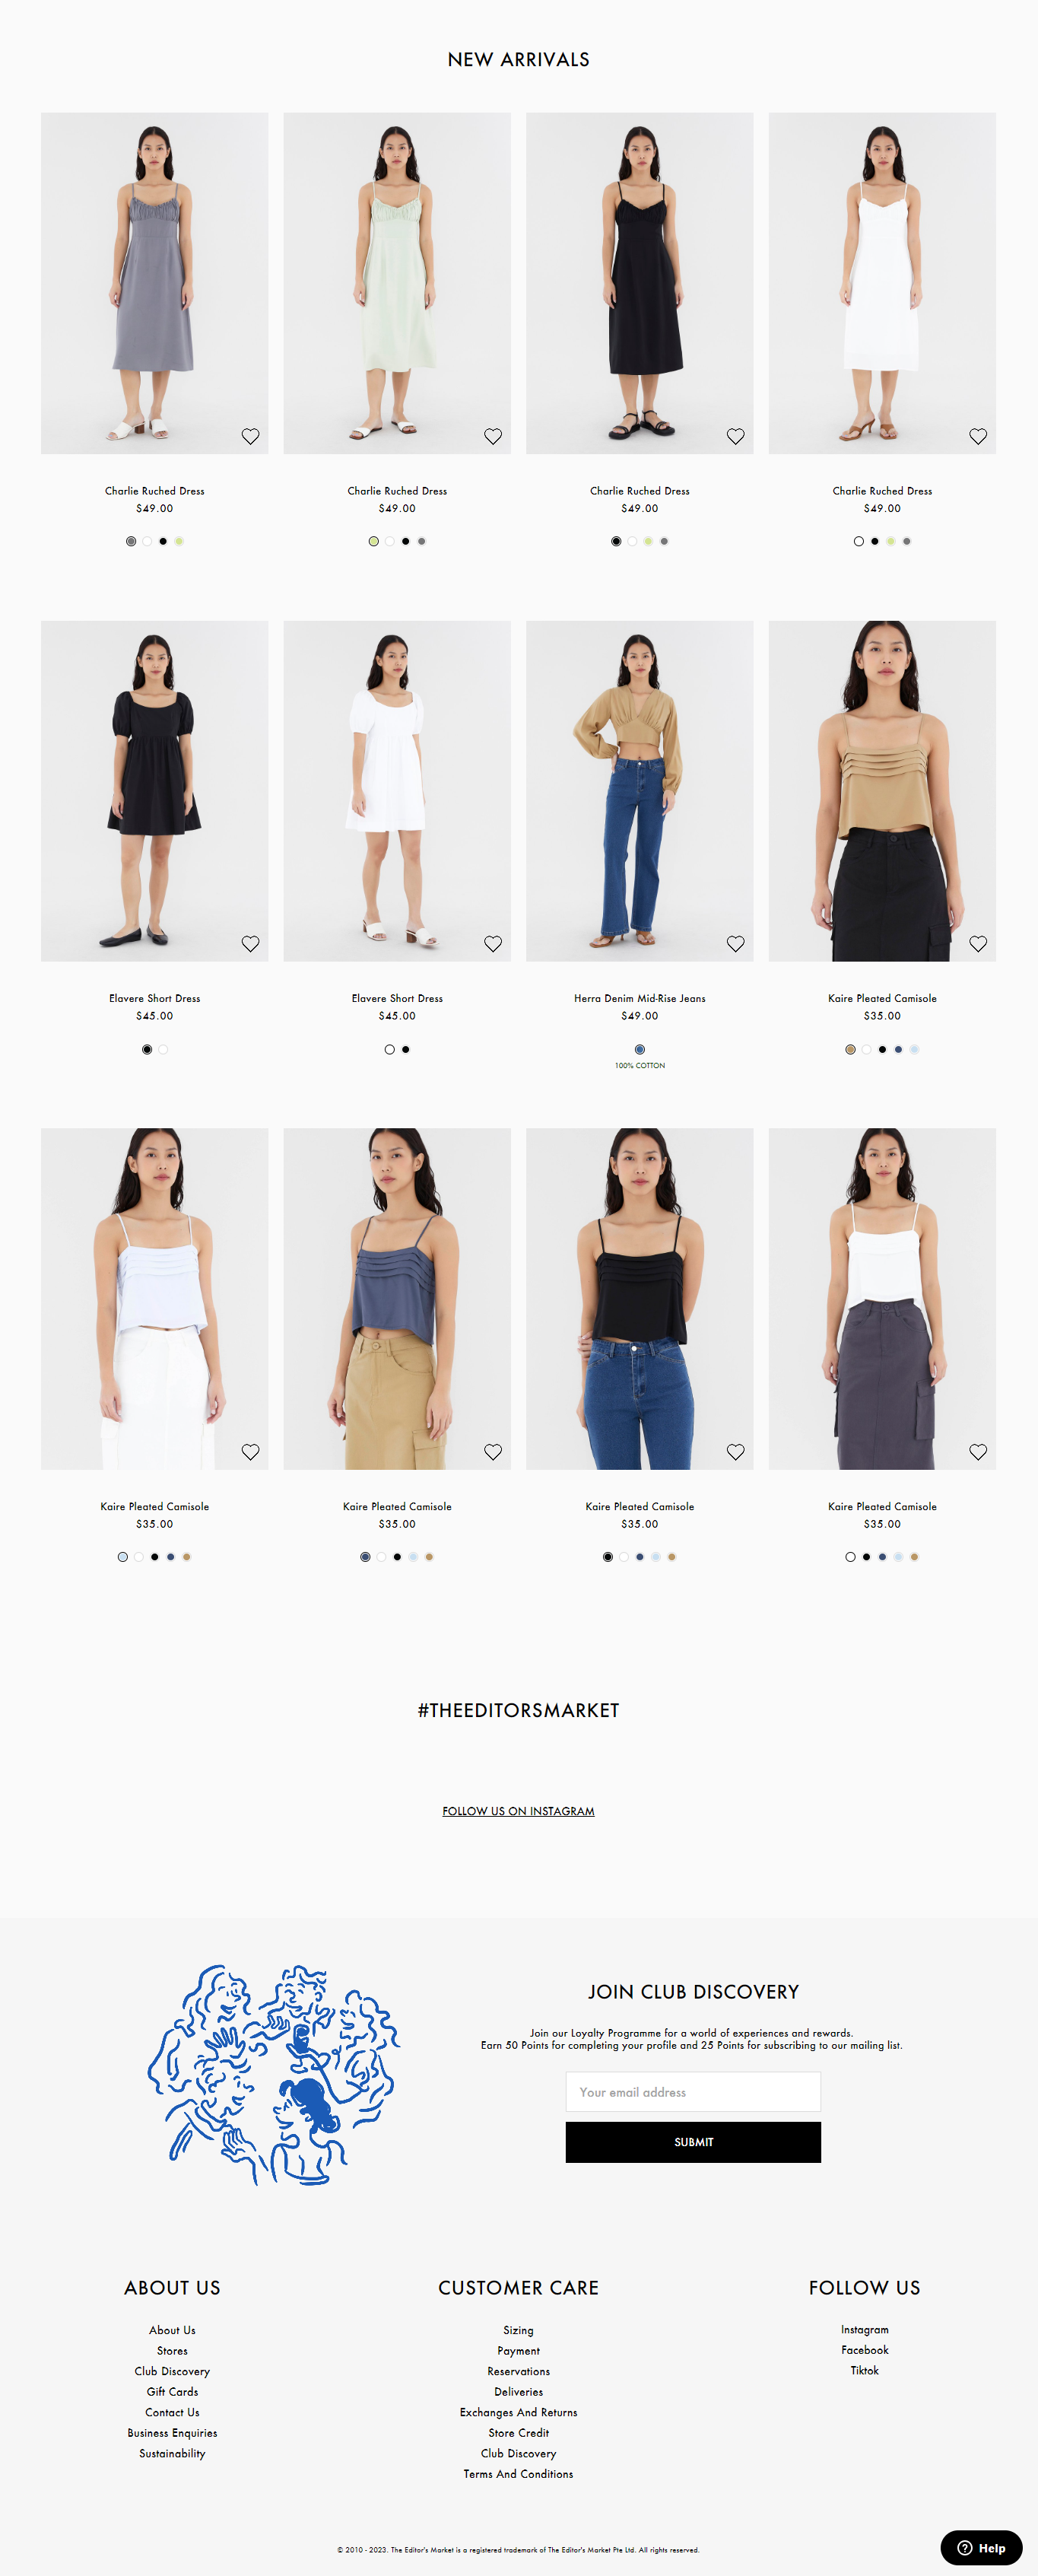 NEW ARRIVALS
Charlie Ruched Dress
$49.00
Charlie Ruched Dress
$49.00
Charlie Ruched Dress
$49.00
Charlie Ruched Dress
$49.00
Elavere Short Dress
$45.00
Elavere Short Dress
$45.00
Herra Denim Mid-Rise Jeans
$49.00
100% COTTON
Kaire Pleated Camisole
$35.00
Kaire Pleated Camisole
$35.00
Kaire Pleated Camisole
$35.00
Kaire Pleated Camisole
$35.00
Kaire Pleated Camisole
$35.00
#THEEDITORSMARKET
FOLLOW US ON INSTAGRAM
JOIN CLUB DISCOVERY
Join our Loyalty Programme for a world of experiences and rewards.
Earn 50 Points for completing your profile and 25 Points for subscribing to our mailing list.
Your email address
SUBMIT
ABOUT US
About Us
Stores
Club Discovery
Gift Cards
Contact Us
Business Enquiries
Sustainability
CUSTOMER CARE
Sizing
Payment
Reservations
Deliveries
Exchanges And Returns
Store Credit
Club Discovery
Terms And Conditions
FOLLOW US
Instagram
Facebook
Tiktok
© 2010 - 2023. The Editor's Market is a registered trademark of The Editor's Market Pte Ltd. All rights reserved.
Help